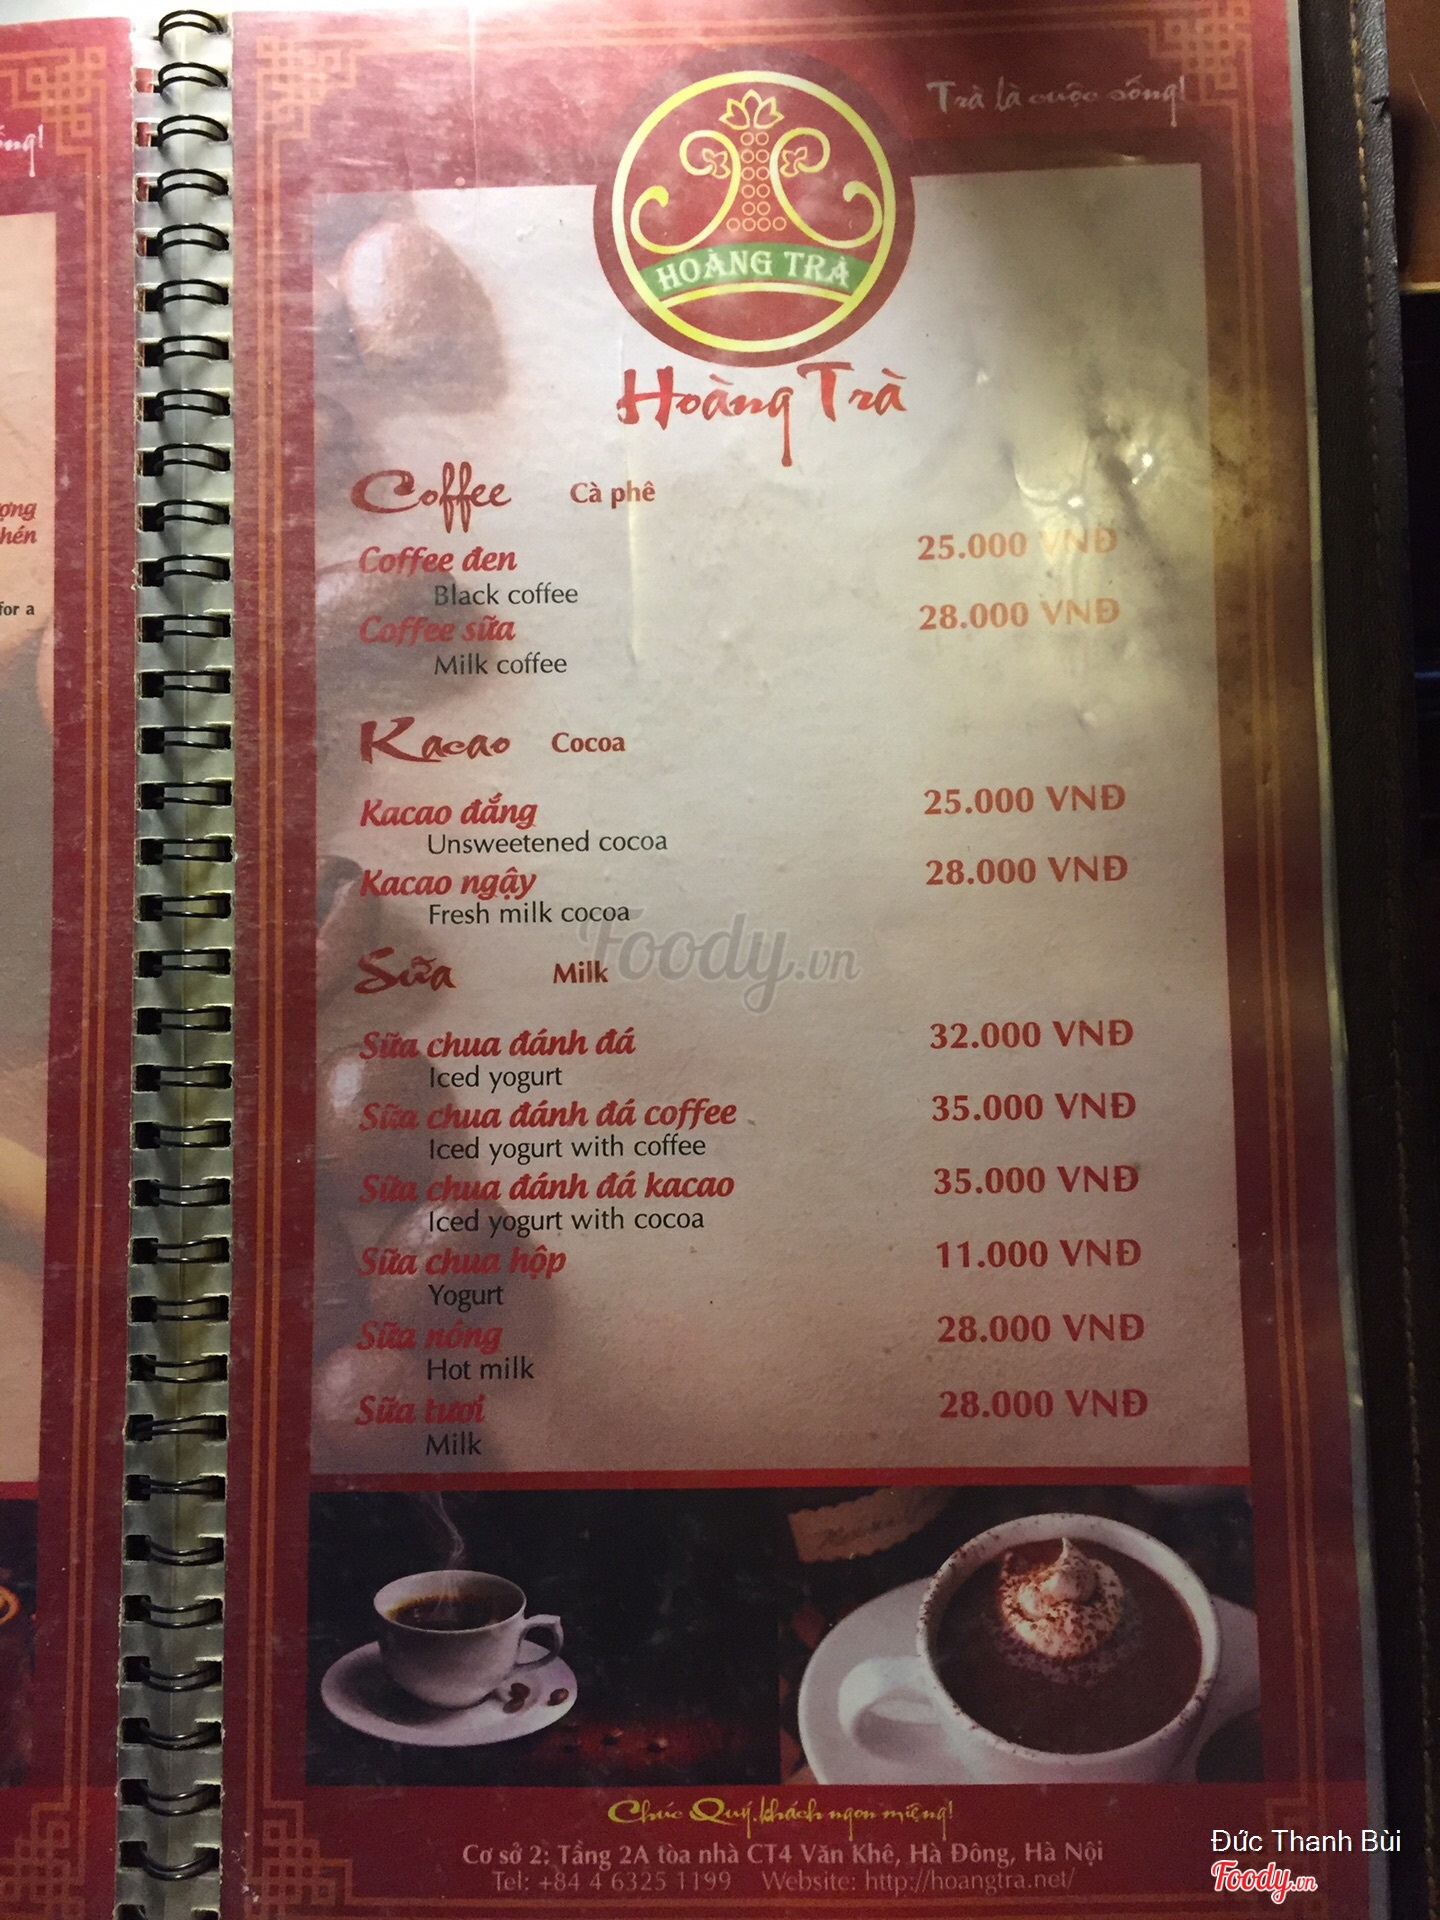 Trà là cuộc sống!
HOÀNG TRÀ
Hoàng Trà
Coffee Cà phê
Coffee đen 25.000 VNĐ
Black coffee
Coffee sữa 28.000 VNĐ
Milk coffee
Kacao Cocoa
Kacao đắng 25.000 VNĐ
Unsweetened cocoa
Kacao ngậy 28.000 VNĐ
Fresh milk cocoa
Foody.vn
Sữa Milk
Sữa chua đánh đá 32.000 VNĐ
Iced yogurt
Sữa chua đánh đá coffee 35.000 VNĐ
Iced yogurt with coffee
Sữa chua đánh đá kacao 35.000 VNĐ
Iced yogurt with cocoa
Sữa chua hộp 11.000 VNĐ
Yogurt
Sữa nóng 28.000 VNĐ
Hot milk
Sữa tươi 28.000 VNĐ
Milk
Chúc Quý khách ngon miệng!
Cơ sở 2: Tầng 2A tòa nhà CT4 Văn Khê, Hà Đông, Hà Nội
Tel: +84 4 6325 1199 Website: http://hoangtra.net/
Đức Thanh Bùi
Foody.vn
for a